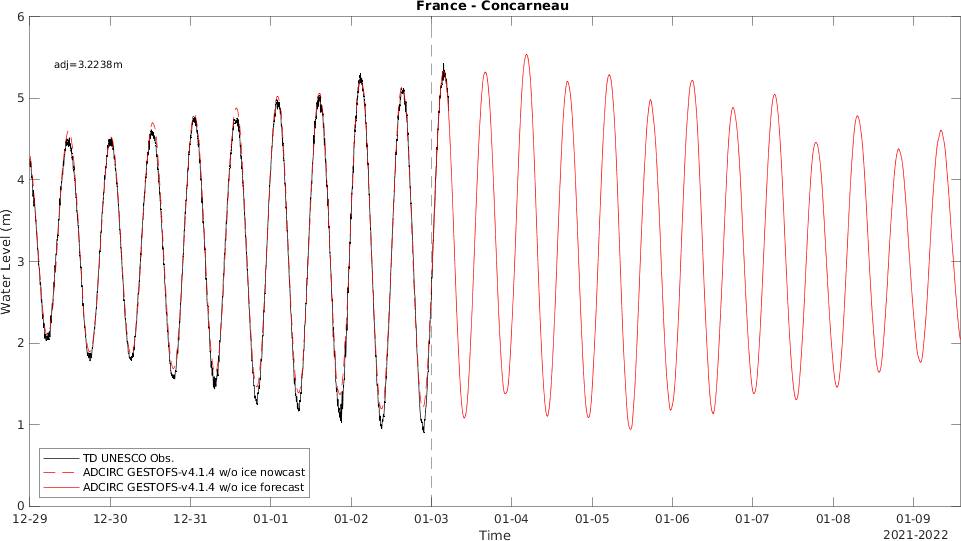 France - Concarneau
adj=3.2238m
Water Level (m)
6
5
4
3
2
1
0
TD UNESCO Obs.
ADCIRC GESTOFS-v4.1.4 w/o ice nowcast
ADCIRC GESTOFS-v4.1.4 w/o ice forecast
12-29 12-30 12-31 01-01 01-02 01-03 01-04 01-05 01-06 01-07 01-08 01-09
Time
2021-2022